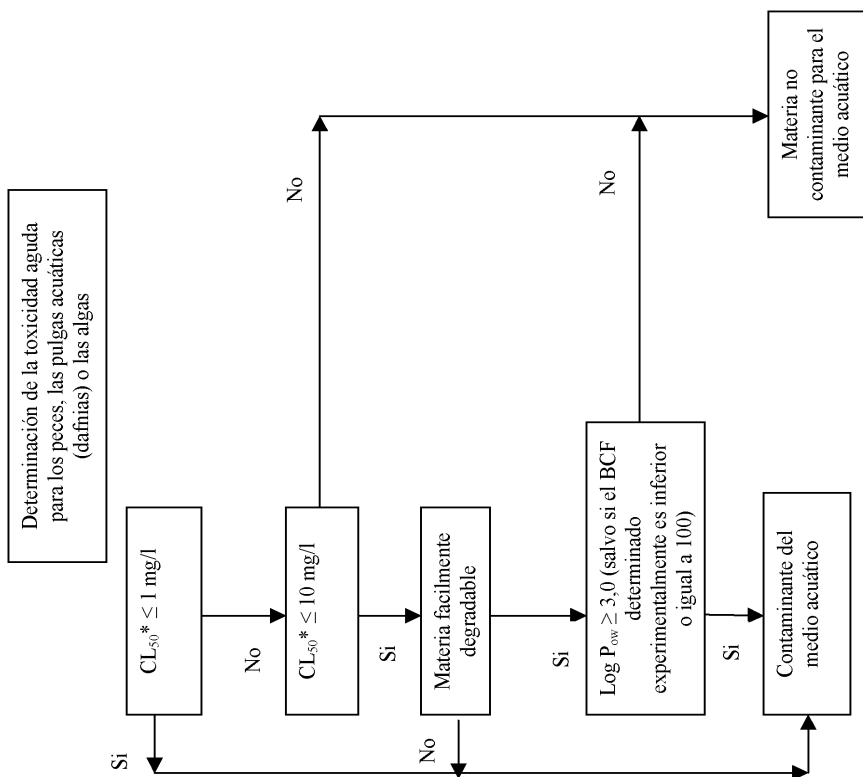 Determinación de la toxicidad aguda
para los peces, las pulgas acuáticas
(dafnias) o las algas
CL₅₀* ≤ 1 mg/l
Si
No
CL₅₀* ≤ 10 mg/l
No
Si
Materia facilmente
degradable
No
Si
Log Pow ≥ 3,0 (salvo si el BCF
determinado
experimentalmente es inferior
o igual a 100)
No
Si
Contaminante del
medio acuático
Materia no
contaminante para el
medio acuático